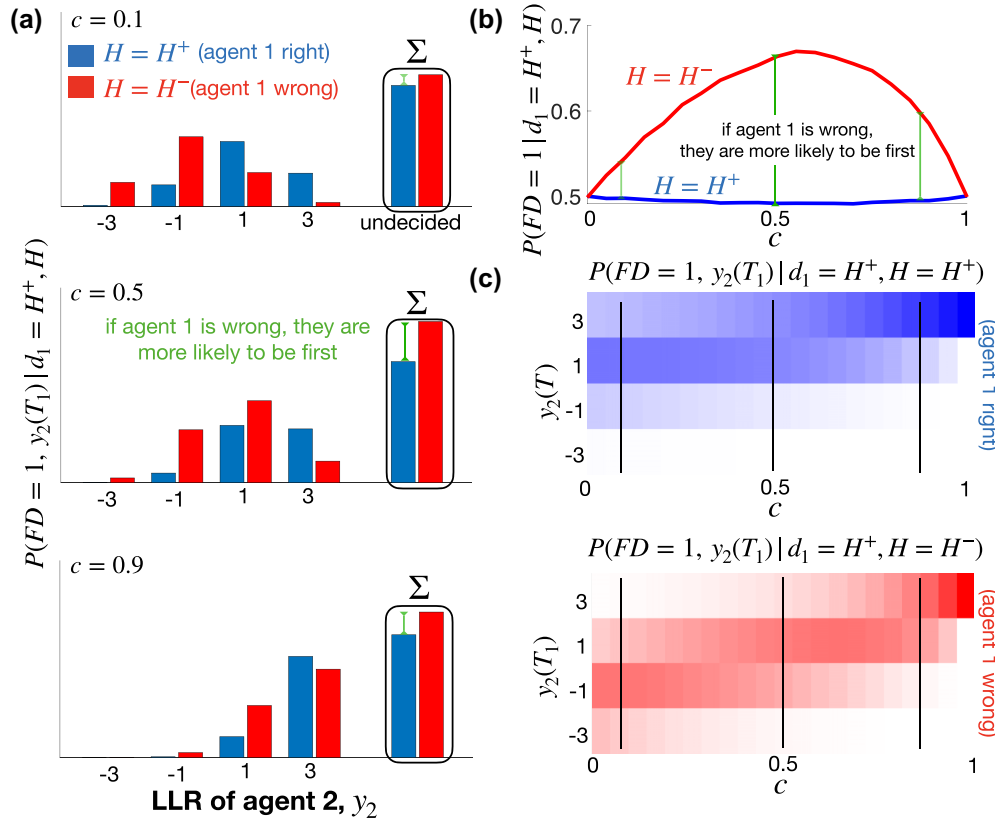 (a)
c = 0.1
H = H⁺ (agent 1 right)
H = H⁻ (agent 1 wrong)
Σ
-3
-1
1
3
undecided
c = 0.5
if agent 1 is wrong, they are
more likely to be first
Σ
-3
-1
1
3
c = 0.9
Σ
-3
-1
1
3
P(FD = 1, y₂(T₁) | d₁ = H⁺, H)
LLR of agent 2, y₂
(b)
P(FD = 1 | d₁ = H⁺, H)
0.7
0.6
0.5
H = H⁻
if agent 1 is wrong,
they are more likely to be first
H = H⁺
0
0.5
1
c
(c)
P(FD = 1, y₂(T₁) | d₁ = H⁺, H = H⁺)
y₂(T)
3
1
-1
-3
(agent 1 right)
0
0.5
1
c
P(FD = 1, y₂(T₁) | d₁ = H⁺, H = H⁻)
y₂(T₁)
3
1
-1
-3
(agent 1 wrong)
0
0.5
1
c